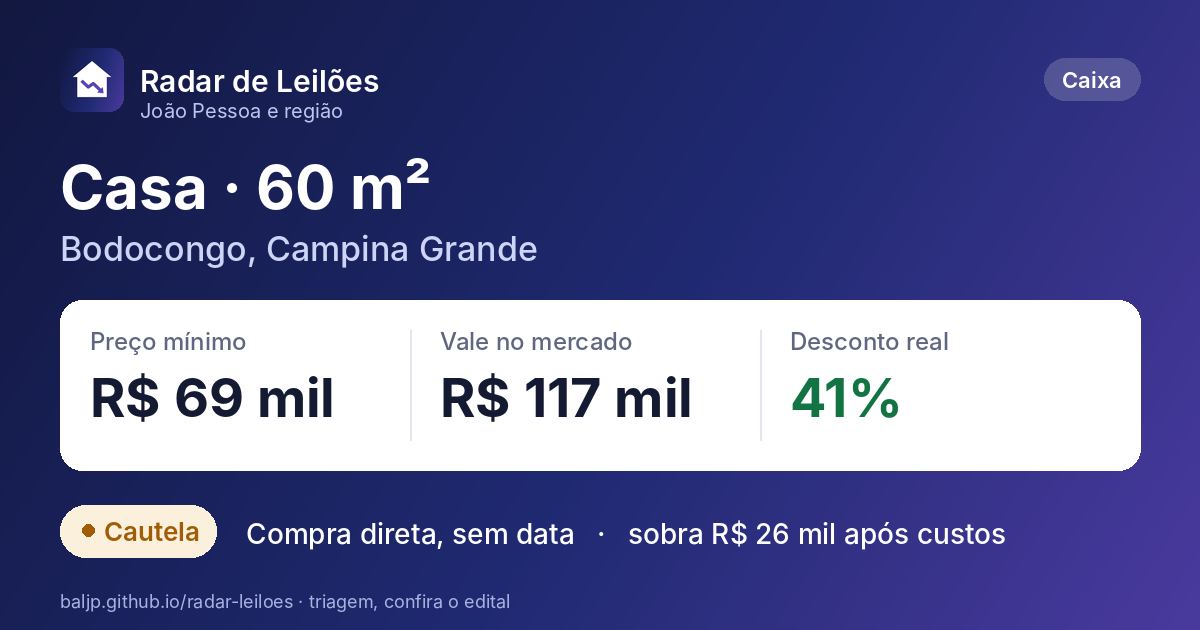 Radar de Leilões
João Pessoa e região
Caixa
Casa · 60 m²
Bodocongo, Campina Grande
Preço mínimo
R$ 69 mil
Vale no mercado
R$ 117 mil
Desconto real
41%
Cautela
Compra direta, sem data · sobra R$ 26 mil após custos
baljp.github.io/radar-leiloes · triagem, confira o edital